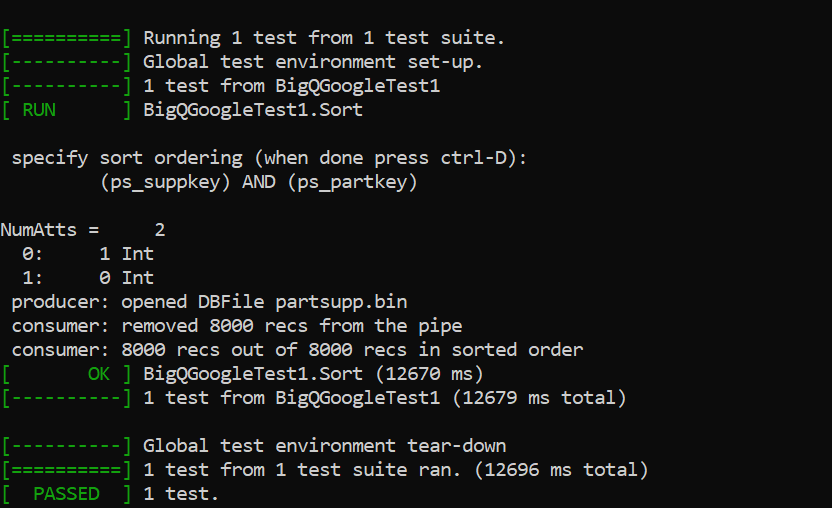 [==========] Running 1 test from 1 test suite.
[----------] Global test environment set-up.
[----------] 1 test from BigQGoogleTest1
[ RUN      ] BigQGoogleTest1.Sort
specify sort ordering (when done press ctrl-D):
(ps_suppkey) AND (ps_partkey)
NumAtts =     2
0:     1 Int
1:     0 Int
producer: opened DBFile partsupp.bin
consumer: removed 8000 recs from the pipe
consumer: 8000 recs out of 8000 recs in sorted order
[       OK ] BigQGoogleTest1.Sort (12670 ms)
[----------] 1 test from BigQGoogleTest1 (12679 ms total)
[----------] Global test environment tear-down
[==========] 1 test from 1 test suite ran. (12696 ms total)
[  PASSED  ] 1 test.